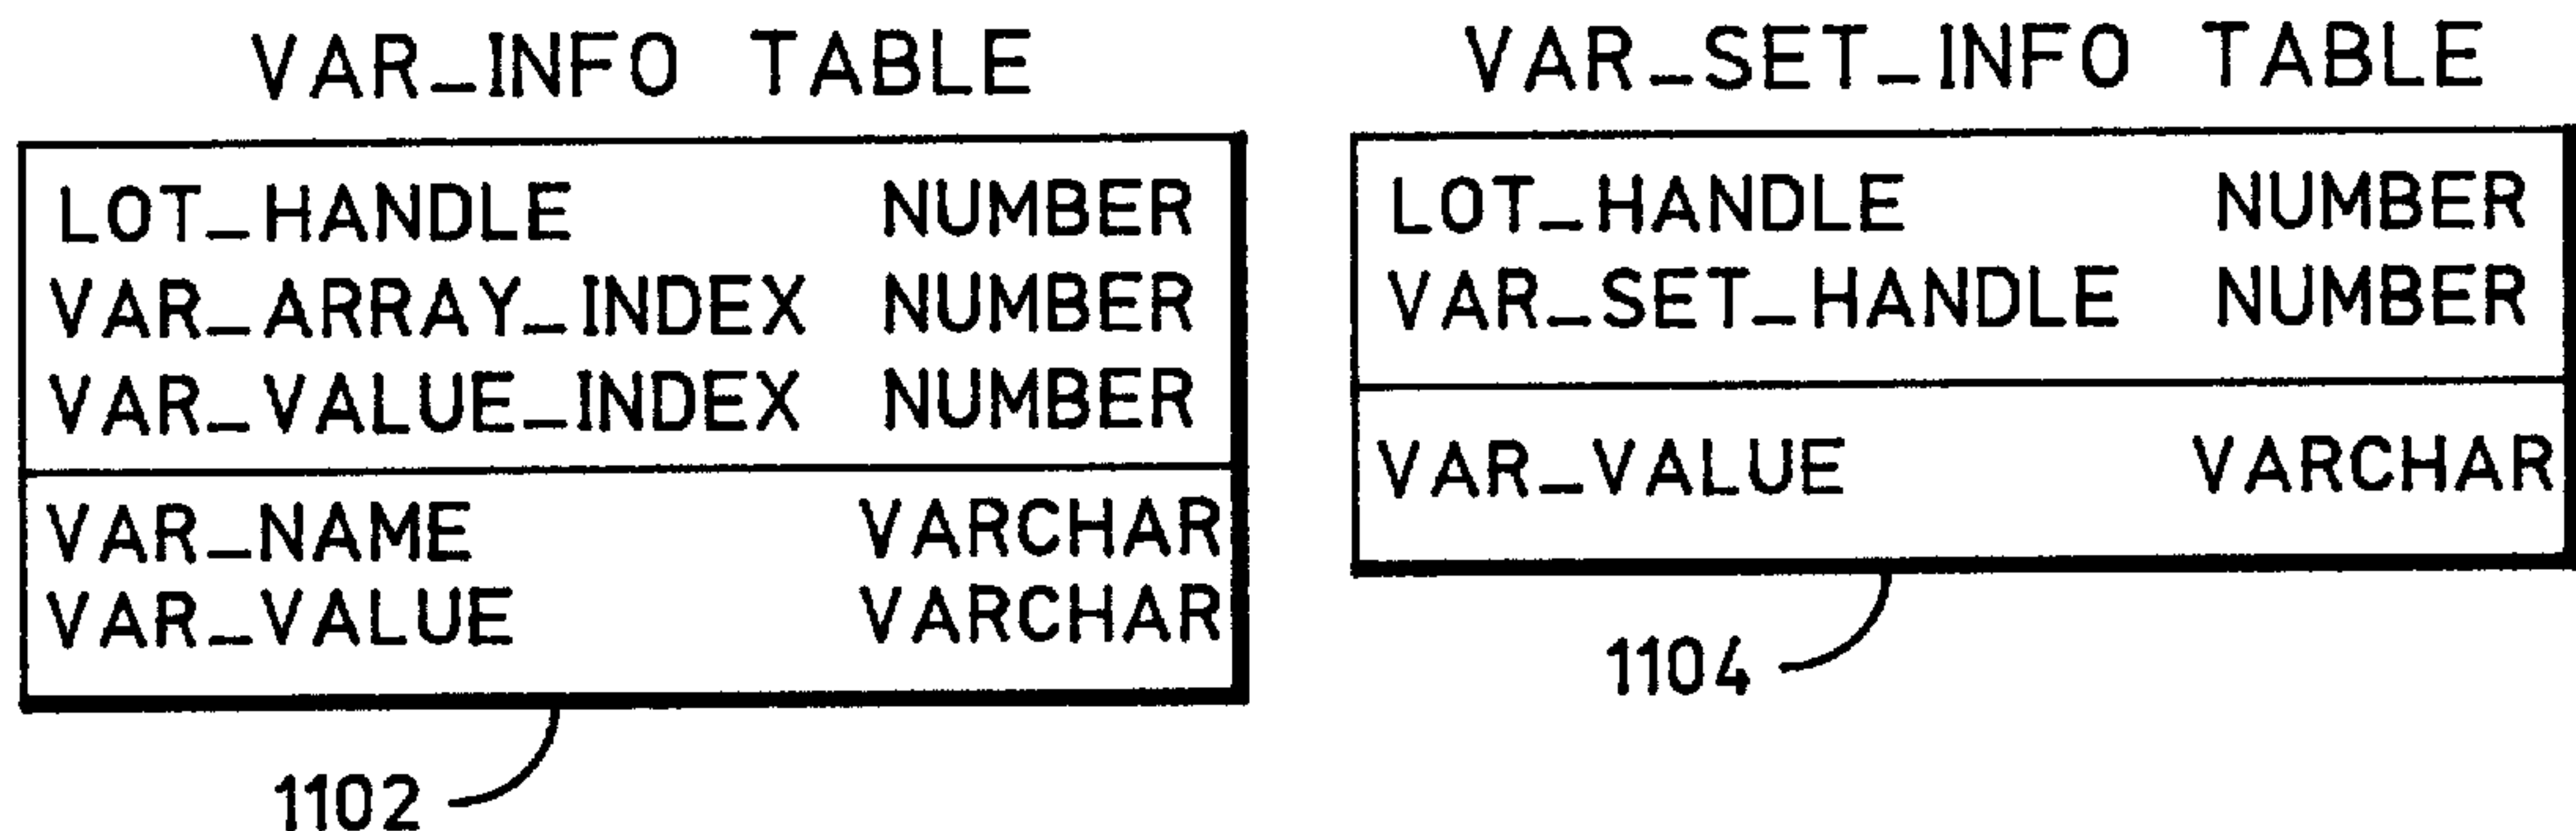 VAR_INFO TABLE
LOT_HANDLE NUMBER
VAR_ARRAY_INDEX NUMBER
VAR_VALUE_INDEX NUMBER
VAR_NAME VARCHAR
VAR_VALUE VARCHAR
1102
VAR_SET_INFO TABLE
LOT_HANDLE NUMBER
VAR_SET_HANDLE NUMBER
VAR_VALUE VARCHAR
1104